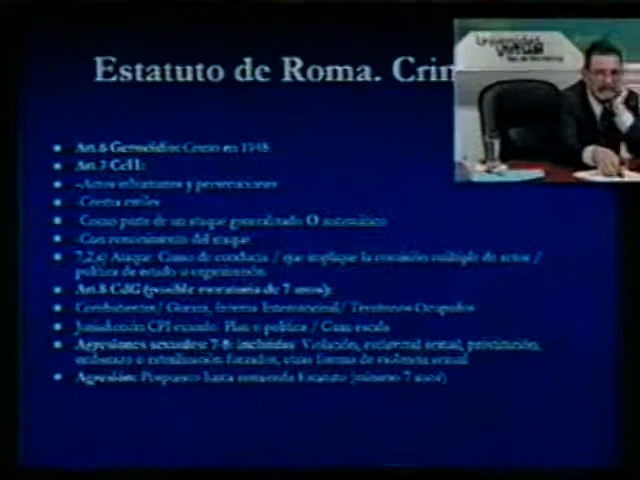 Estatuto de Roma. Crim
Universidad
Virtual
Art.6 Genocidio: Como en 1948
Art.7 CcH:
-Actos inhumanos y persecuciones
-Contra civiles
-Como parte de un ataque generalizado O sistemático
-Con conocimiento del ataque
7.2.a) Ataque: Curso de conducta / que implique la comisión múltiple de actos /
política de estado u organización
Art.8 CdG (posible moratoria de 7 años):
Combatientes/ Guerra, Interna Internacional/ Territorios Ocupados
Jurisdicción CPI cuando: Plan o política / Gran escala
Agresiones sexuales: 7-8: incluidas: Violación, esclavitud sexual, prostitución,
embarazo o esterilización forzados, otras formas de violencia sexual
Agresión: Pospuesto hasta enmienda Estatuto (mínimo 7 años)